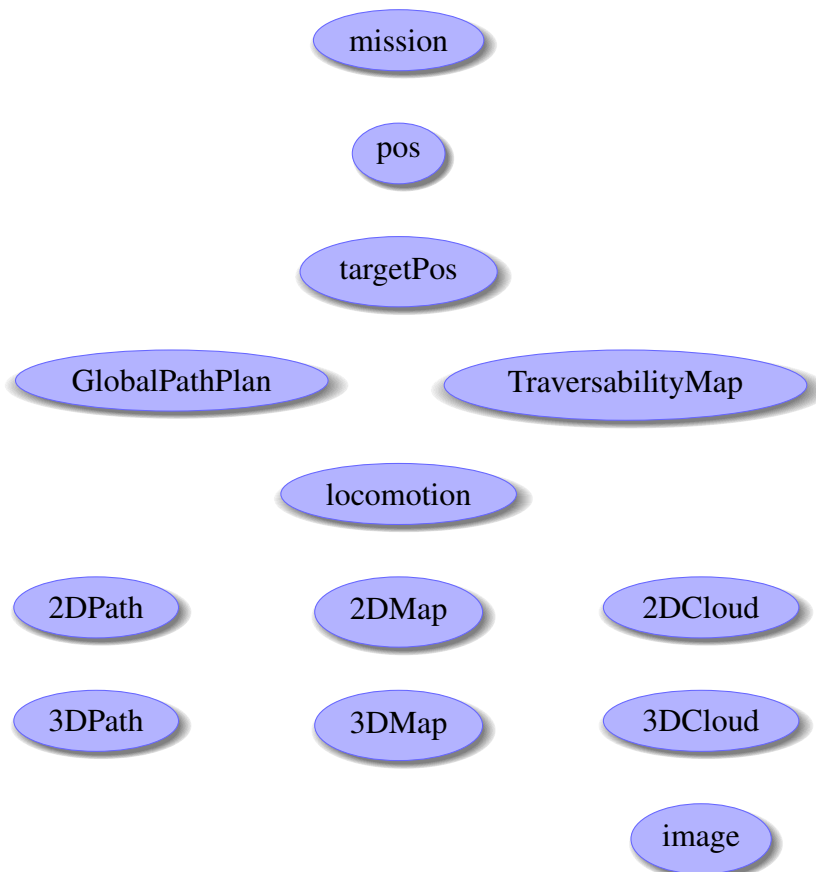 mission
pos
targetPos
GlobalPathPlan
TraversabilityMap
locomotion
2DPath
2DMap
2DCloud
3DPath
3DMap
3DCloud
image